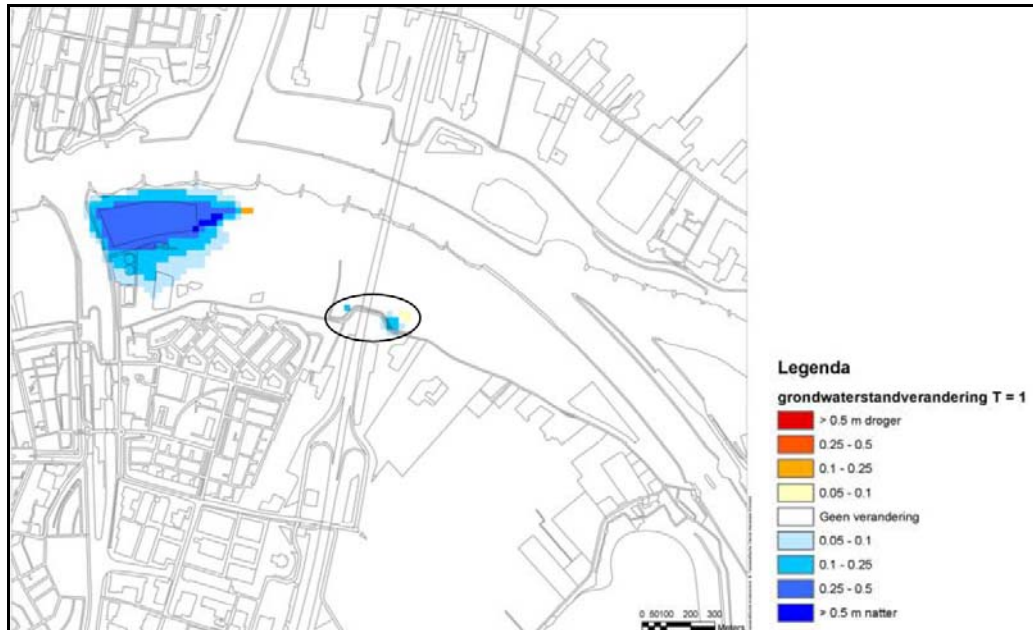 Legenda
grondwaterstandverandering T = 1
> 0.5 m droger
0.25 - 0.5
0.1 - 0.25
0.05 - 0.1
Geen verandering
0.05 - 0.1
0.1 - 0.25
0.25 - 0.5
> 0.5 m natter
0 50100 200 300
Meters